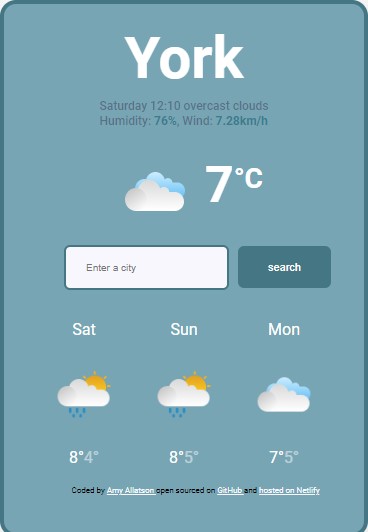 York
Saturday 12:10 overcast clouds
Humidity: 76%, Wind: 7.28km/h
7°C
Enter a city
search
Sat Sun Mon
8°4° 8°5° 7°5°
Coded by Amy Allatson open sourced on GitHub and hosted on Netlify